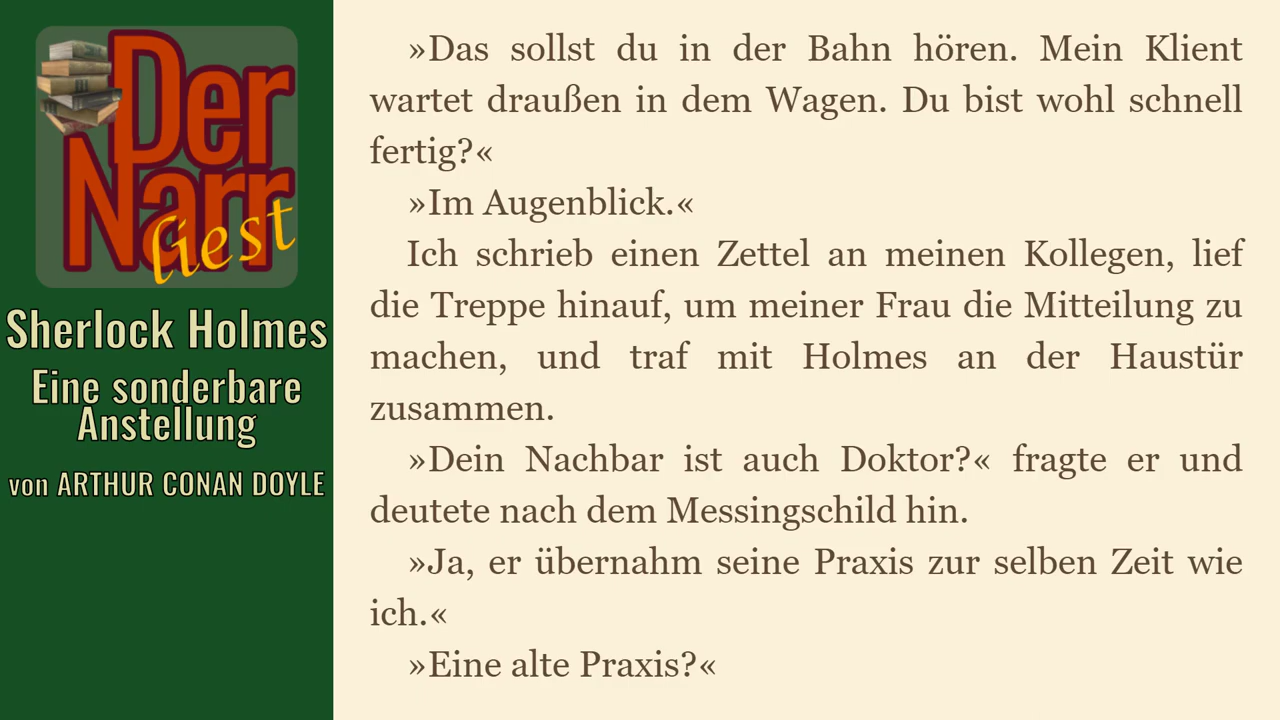 Der
Narr
liest
Sherlock Holmes
Eine sonderbare
Anstellung
von ARTHUR CONAN DOYLE
»Das sollst du in der Bahn hören. Mein Klient
wartet draußen in dem Wagen. Du bist wohl schnell
fertig?«
»Im Augenblick.«
Ich schrieb einen Zettel an meinen Kollegen, lief
die Treppe hinauf, um meiner Frau die Mitteilung zu
machen, und traf mit Holmes an der Haustür
zusammen.
»Dein Nachbar ist auch Doktor?« fragte er und
deutete nach dem Messingschild hin.
»Ja, er übernahm seine Praxis zur selben Zeit wie
ich.«
»Eine alte Praxis?«